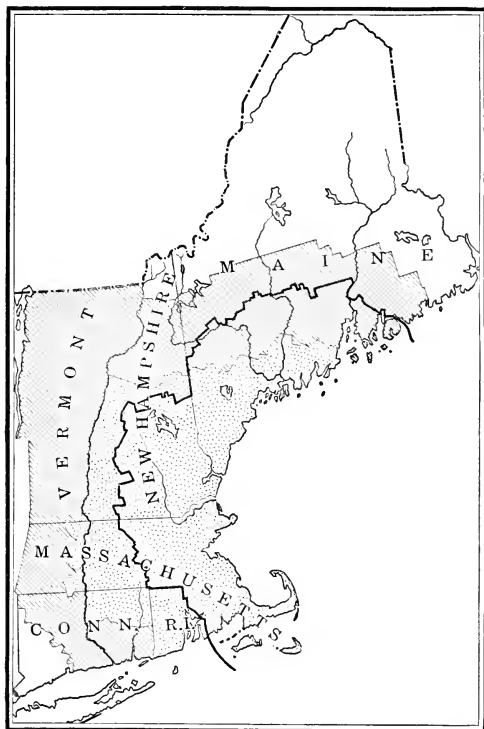 MAINE
VERMONT
NEW HAMPSHIRE
MASSACHUSETTS.
CONN.
R.I.